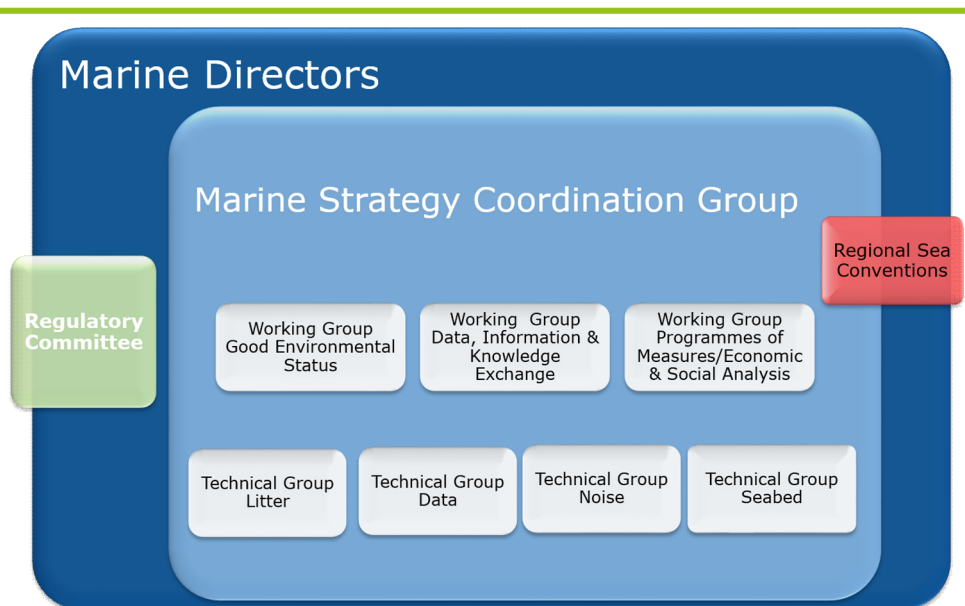 Marine Directors
Marine Strategy Coordination Group
Regional Sea
Conventions
Regulatory
Committee
Working Group
Good Environmental
Status
Working Group
Data, Information &
Knowledge
Exchange
Working Group
Programmes of
Measures/Economic
& Social Analysis
Technical Group
Litter
Technical Group
Data
Technical Group
Noise
Technical Group
Seabed